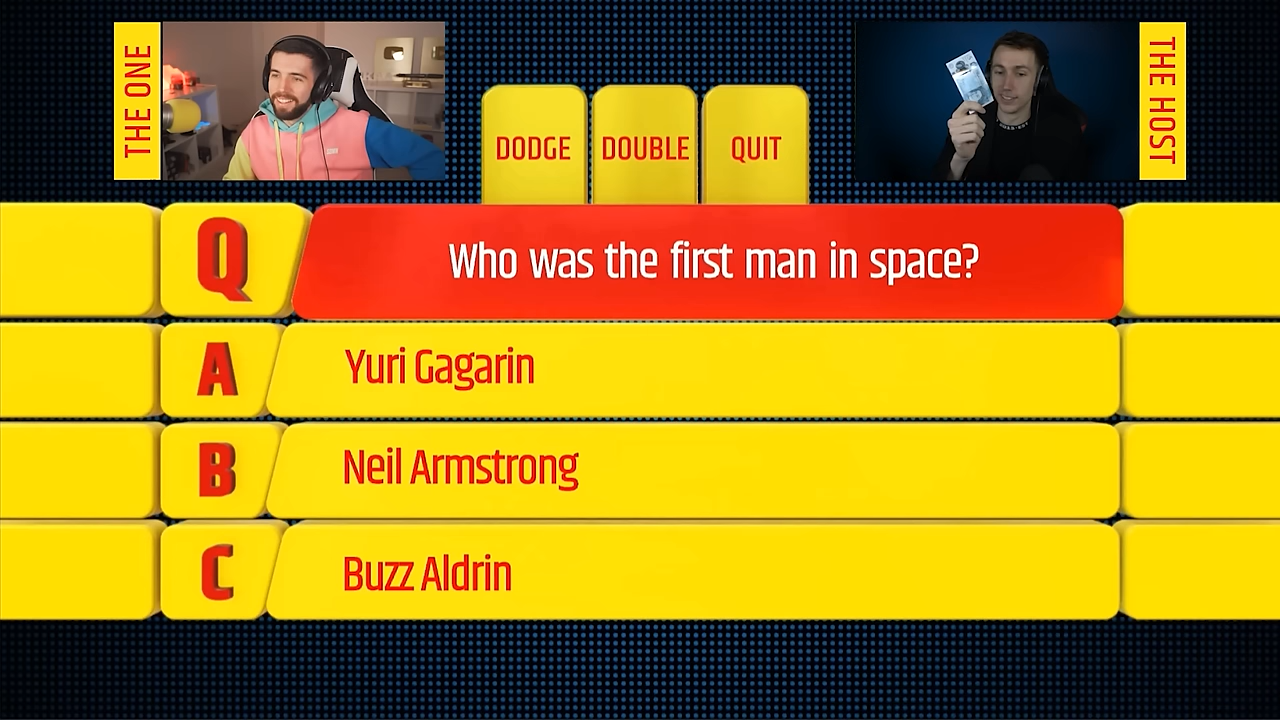 THE ONE
THE HOST
DODGE
DOUBLE
QUIT
Q
Who was the first man in space?
A
Yuri Gagarin
B
Neil Armstrong
C
Buzz Aldrin